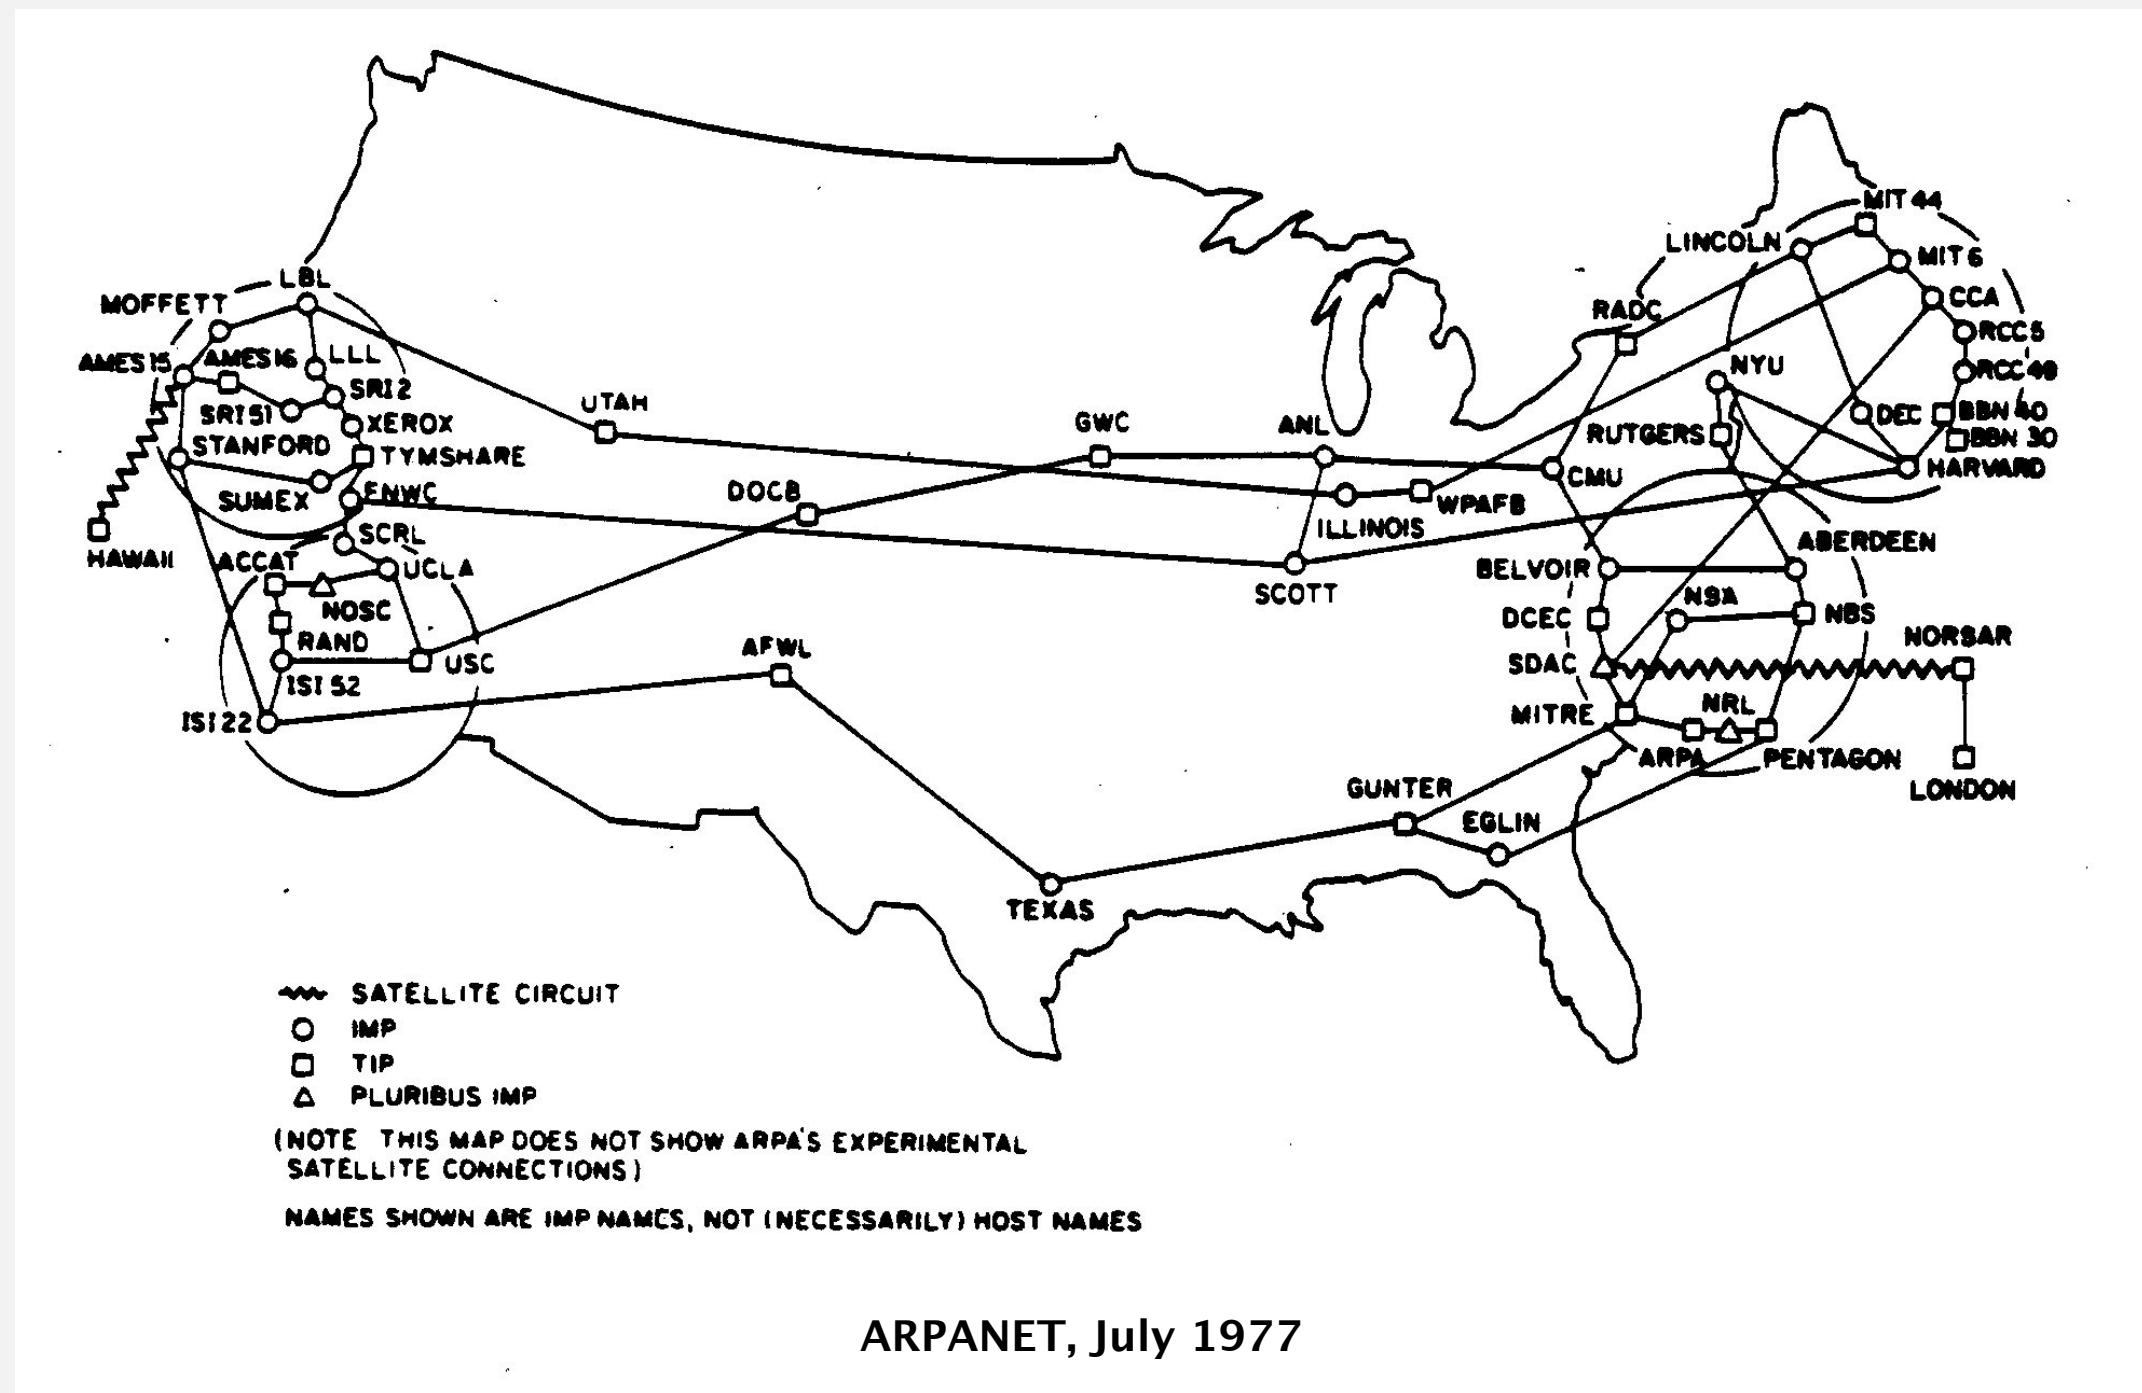 MIT 44
LINCOLN
MIT 6
LBL
CCA
MOFFETT
RADC
RCC 5
AMES 15
AMES 16
LLL
NYU
RCC 49
SRI 2
UTAH
SRI 51
XEROX
GWC
ANL
DEC
BBN 40
RUTGERS
BBN 30
STANFORD
TYMSHARE
HARVARD
CMU
SUMEX
FNWC
DOCB
WPAFB
ILLINOIS
SCRL
HAWAII
ACCAT
UCLA
ABERDEEN
BELVOIR
SCOTT
NOSC
NSA
DCEC
NBS
RAND
NORSAR
USC
AFWL
SDAC
ISI 52
ISI 22
MITRE
NRL
ARPA
PENTAGON
GUNTER
LONDON
EGLIN
TEXAS
SATELLITE CIRCUIT
IMP
TIP
PLURIBUS IMP
(NOTE THIS MAP DOES NOT SHOW ARPA'S EXPERIMENTAL
SATELLITE CONNECTIONS)
NAMES SHOWN ARE IMP NAMES, NOT (NECESSARILY) HOST NAMES
ARPANET, July 1977